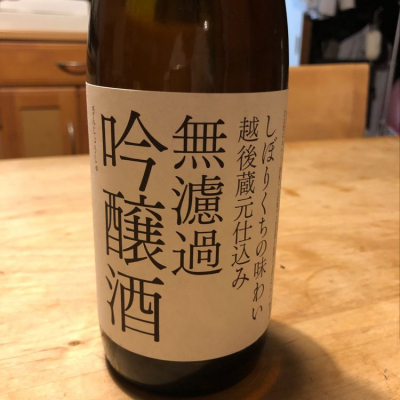 しぼりくちの味わい
越後蔵元仕込み
無濾過
吟醸酒